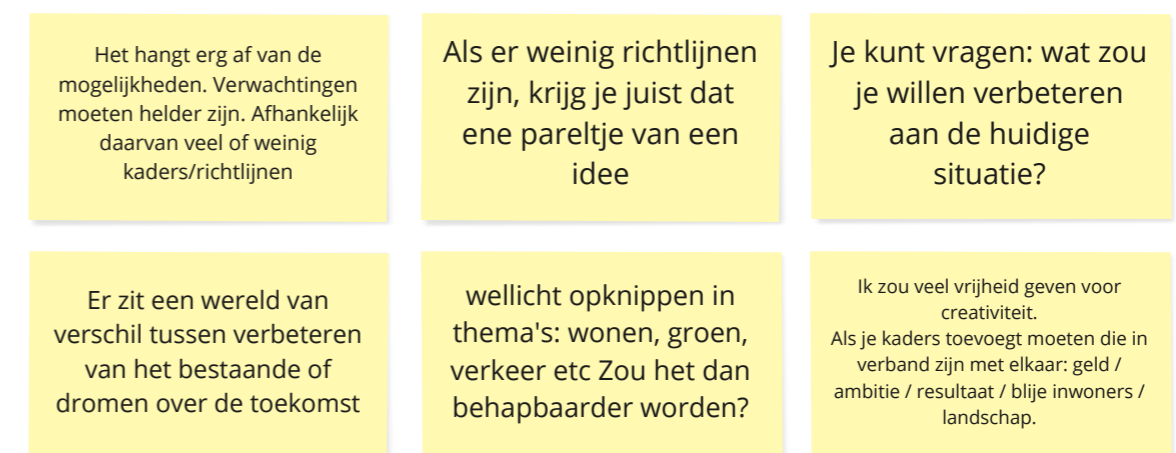 Het hangt erg af van de
mogelijkheden. Verwachtingen
moeten helder zijn. Afhankelijk
daarvan veel of weinig
kaders/richtlijnen
Als er weinig richtlijnen
zijn, krijg je juist dat
ene pareltje van een
idee
Je kunt vragen: wat zou
je willen verbeteren
aan de huidige
situatie?
Er zit een wereld van
verschil tussen verbeteren
van het bestaande of
dromen over de toekomst
wellicht opknippen in
thema's: wonen, groen,
verkeer etc Zou het dan
behapbaarder worden?
Ik zou veel vrijheid geven voor
creativiteit.
Als je kaders toevoegt moeten die in
verband zijn met elkaar: geld /
ambitie / resultaat / blije inwoners /
landschap.